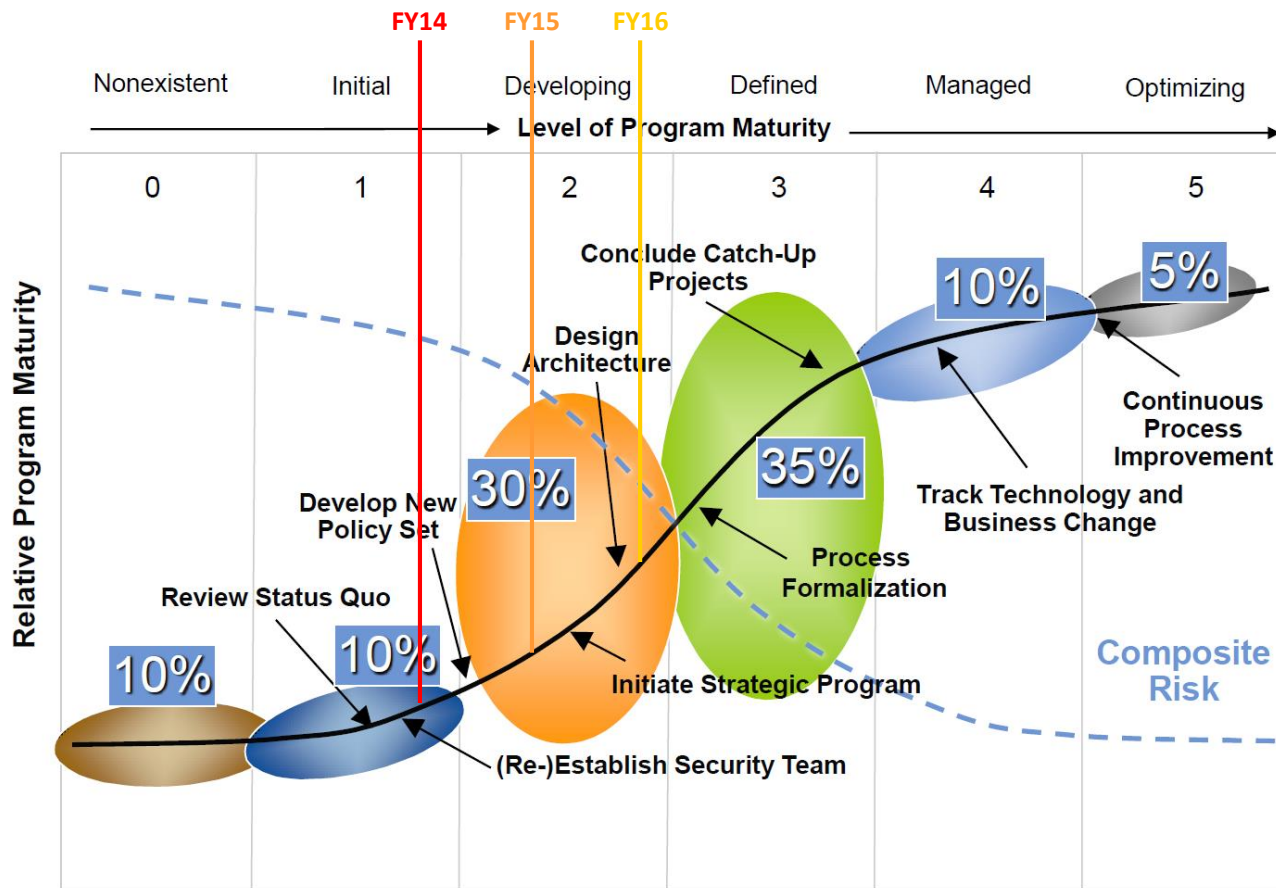 FY14 FY15 FY16
Nonexistent Initial Developing Defined Managed Optimizing
Level of Program Maturity
0 1 2 3 4 5
Relative Program Maturity
Conclude Catch-Up
Projects
10%
5%
Design
Architecture
Continuous
Process
Improvement
30%
35%
Develop New
Policy Set
Track Technology and
Business Change
Process
Formalization
Review Status Quo
10%
10%
Initiate Strategic Program
Composite
Risk
(Re-)Establish Security Team